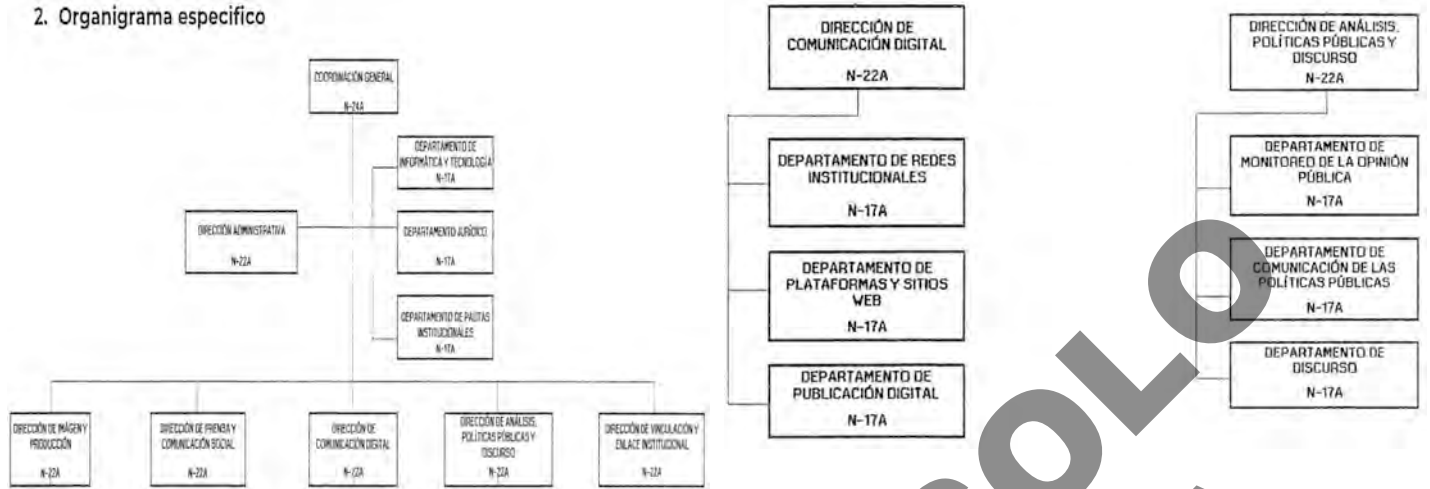 2. Organigrama especifico
COORDINACIÓN GENERAL
N-24A
DEPARTAMENTO DE
INFORMÁTICA Y TECNOLOGÍA
N-17A
DIRECCIÓN ADMINISTRATIVA
N-22A
DEPARTAMENTO JURÍDICO
N-17A
DEPARTAMENTO DE PAUTAS
INSTITUCIONALES
N-17A
DIRECCIÓN DE IMÁGEN Y
PRODUCCIÓN
N-22A
DIRECCIÓN DE PRENSA Y
COMUNICACIÓN SOCIAL
N-22A
DIRECCIÓN DE
COMUNICACIÓN DIGITAL
N-22A
DIRECCIÓN DE ANÁLISIS,
POLÍTICAS PÚBLICAS Y
DISCURSO
N-22A
DIRECCIÓN DE VINCULACIÓN Y
ENLACE INSTITUCIONAL
N-22A
DIRECCIÓN DE
COMUNICACIÓN DIGITAL
N-22A
DEPARTAMENTO DE REDES
INSTITUCIONALES
N-17A
DEPARTAMENTO DE
PLATAFORMAS Y SITIOS
WEB
N-17A
DEPARTAMENTO DE
PUBLICACIÓN DIGITAL
N-17A
DIRECCIÓN DE ANÁLISIS,
POLÍTICAS PÚBLICAS Y
DISCURSO
N-22A
DEPARTAMENTO DE
MONITOREO DE LA OPINIÓN
PÚBLICA
N-17A
DEPARTAMENTO DE
COMUNICACIÓN DE LAS
POLÍTICAS PÚBLICAS
N-17A
DEPARTAMENTO DE
DISCURSO
N-17A
SOLO